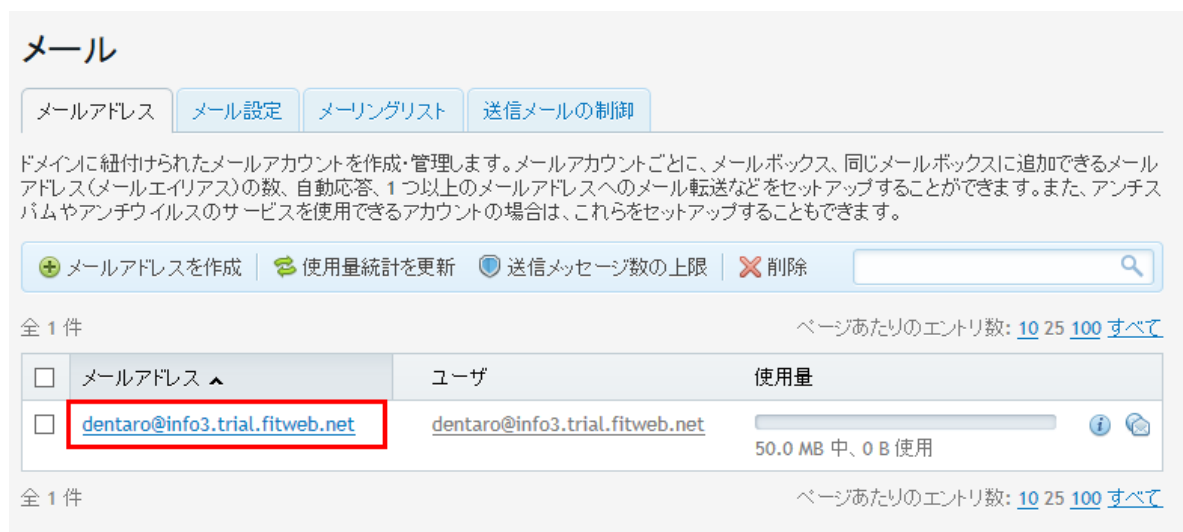 メール
メールアドレス メール設定 メーリングリスト 送信メールの制御
ドメインに紐付けられたメールアカウントを作成・管理します。メールアカウントごとに、メールボックス、同じメールボックスに追加できるメール
アドレス(メールエイリアス)の数、自動応答、1 つ以上のメールアドレスへのメール転送などをセットアップすることができます。また、アンチス
パムやアンチウイルスのサービスを使用できるアカウントの場合は、これらをセットアップすることもできます。
メールアドレスを作成 使用量統計を更新 送信メッセージ数の上限 削除
全 1 件 ページあたりのエントリ数: 10 25 100 すべて
メールアドレス ユーザ 使用量
dentaro@info3.trial.fitweb.net dentaro@info3.trial.fitweb.net
50.0 MB 中、0 B 使用
全 1 件 ページあたりのエントリ数: 10 25 100 すべて